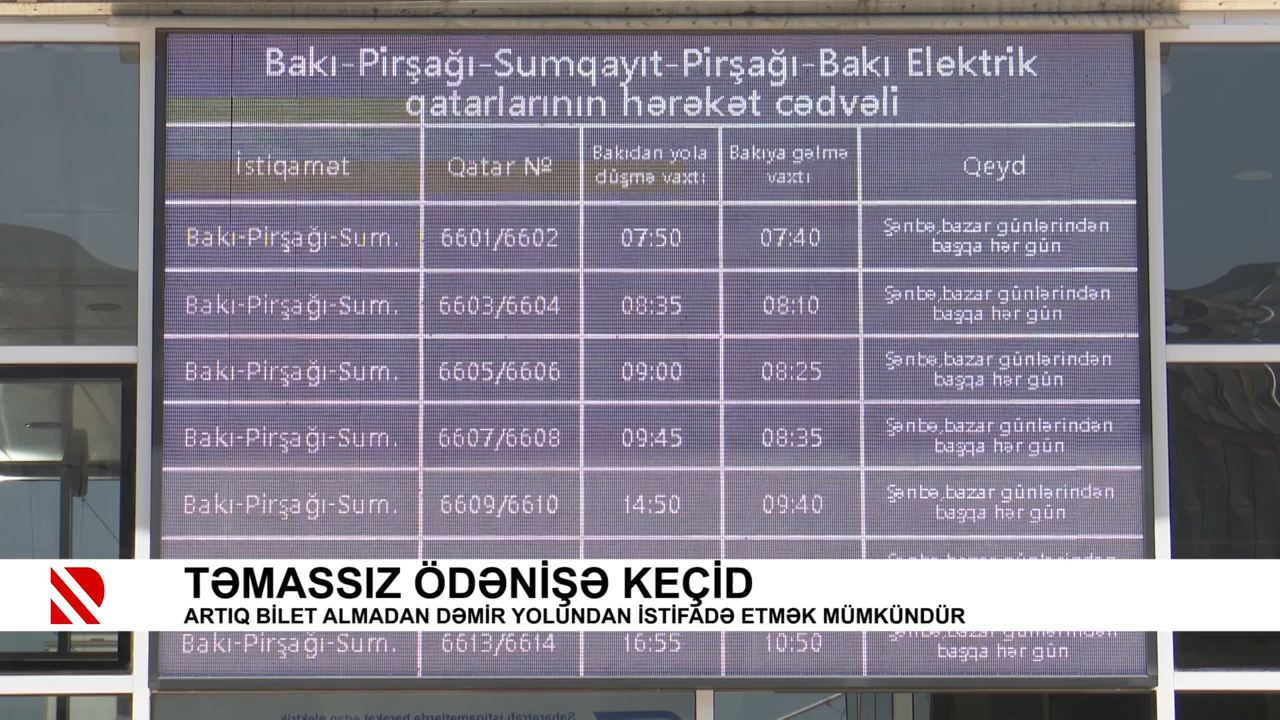 Bakı-Pirşağı-Sumqayıt-Pirşağı-Bakı Elektrik
qatarlarının hərəkət cədvəli
İstiqamət Qatar № Bakıdan yola düşmə vaxtı Bakıya gəlmə vaxtı Qeyd
Bakı-Pirşağı-Sum. 6601/6602 07:50 07:40 Şənbə,bazar günlərindən başqa hər gün
Bakı-Pirşağı-Sum. 6603/6604 08:35 08:10 Şənbə,bazar günlərindən başqa hər gün
Bakı-Pirşağı-Sum. 6605/6606 09:00 08:25 Şənbə,bazar günlərindən başqa hər gün
Bakı-Pirşağı-Sum. 6607/6608 09:45 08:35 Şənbə,bazar günlərindən başqa hər gün
Bakı-Pirşağı-Sum. 6609/6610 14:50 09:40 Şənbə,bazar günlərindən başqa hər gün
TƏMASSIZ ÖDƏNİŞƏ KEÇİD
ARTIQ BİLET ALMADAN DƏMİR YOLUNDAN İSTİFADƏ ETMƏK MÜMKÜNDÜR
Bakı-Pirşağı-Sum. 6613/6614 16:55 10:50 Şənbə,bazar günlərindən başqa hər gün